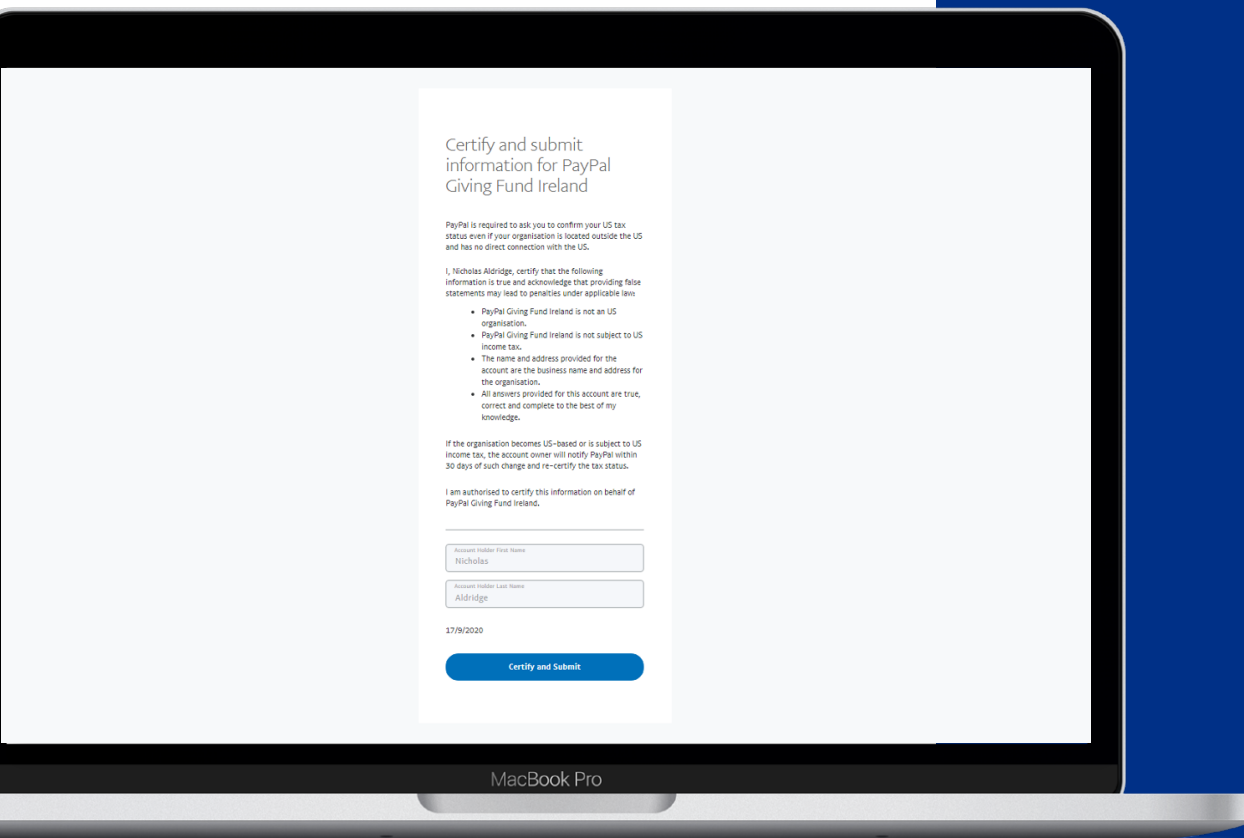 Certify and submit
information for PayPal
Giving Fund Ireland
PayPal is required to ask you to confirm your US tax
status even if your organisation is located outside the US
and has no direct connection with the US.
I, Nicholas Aldridge, certify that the following
information is true and acknowledge that providing false
statements may lead to penalties under applicable law:
• PayPal Giving Fund Ireland is not an US
organisation.
• PayPal Giving Fund Ireland is not subject to US
income tax.
• The name and address provided for the
account are the business name and address for
the organisation.
• All answers provided for this account are true,
correct and complete to the best of my
knowledge.
If the organisation becomes US-based or is subject to US
income tax, the account owner will notify PayPal within
30 days of such change and re-certify the tax status.
I am authorised to certify this information on behalf of
PayPal Giving Fund Ireland.
Account Holder First Name
Nicholas
Account Holder Last Name
Aldridge
17/9/2020
Certify and Submit
MacBook Pro